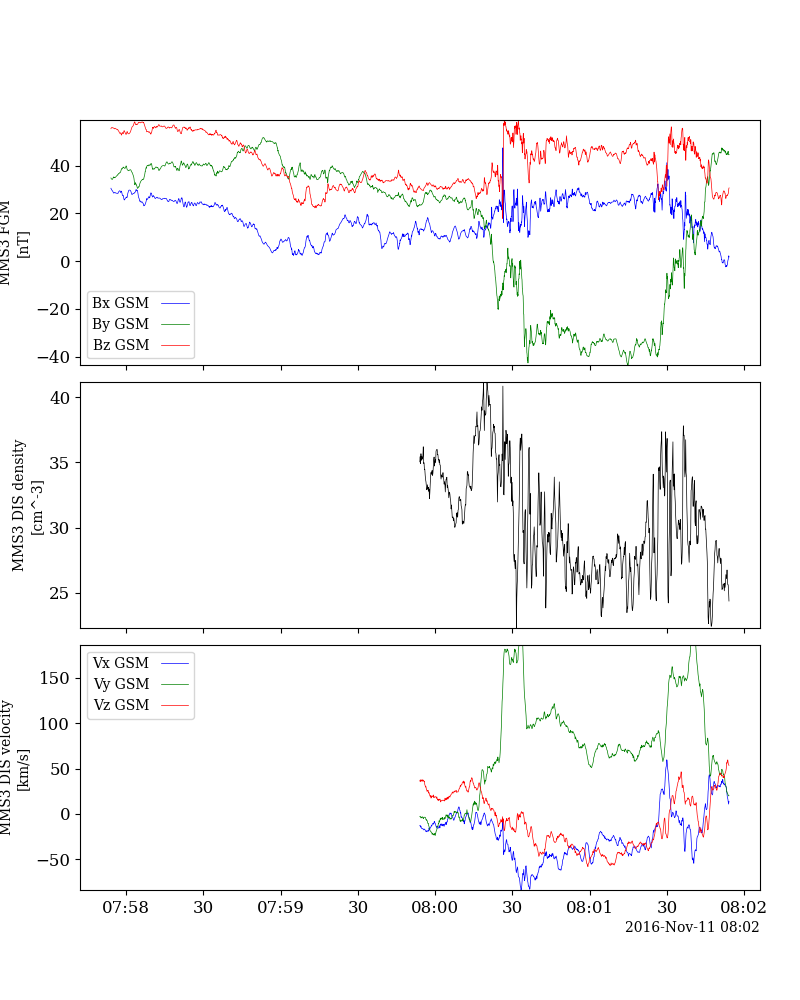 40
20
0
−20
−40
MMS3 FGM
[nT]
Bx GSM
By GSM
Bz GSM
40
35
30
25
MMS3 DIS density
[cm^-3]
150
100
50
0
−50
MMS3 DIS velocity
[km/s]
Vx GSM
Vy GSM
Vz GSM
07:58 30 07:59 30 08:00 30 08:01 30 08:02
2016-Nov-11 08:02